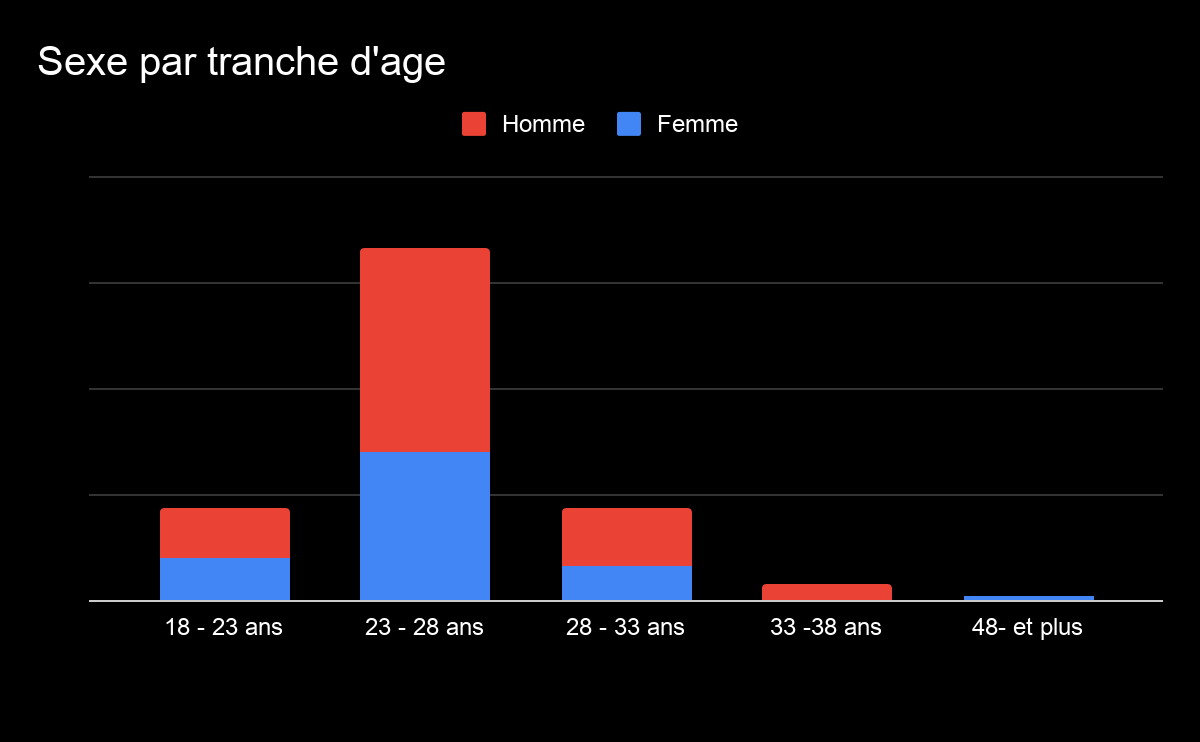 Sexe par tranche d'age
Homme Femme
18 - 23 ans 23 - 28 ans 28 - 33 ans 33 -38 ans 48- et plus